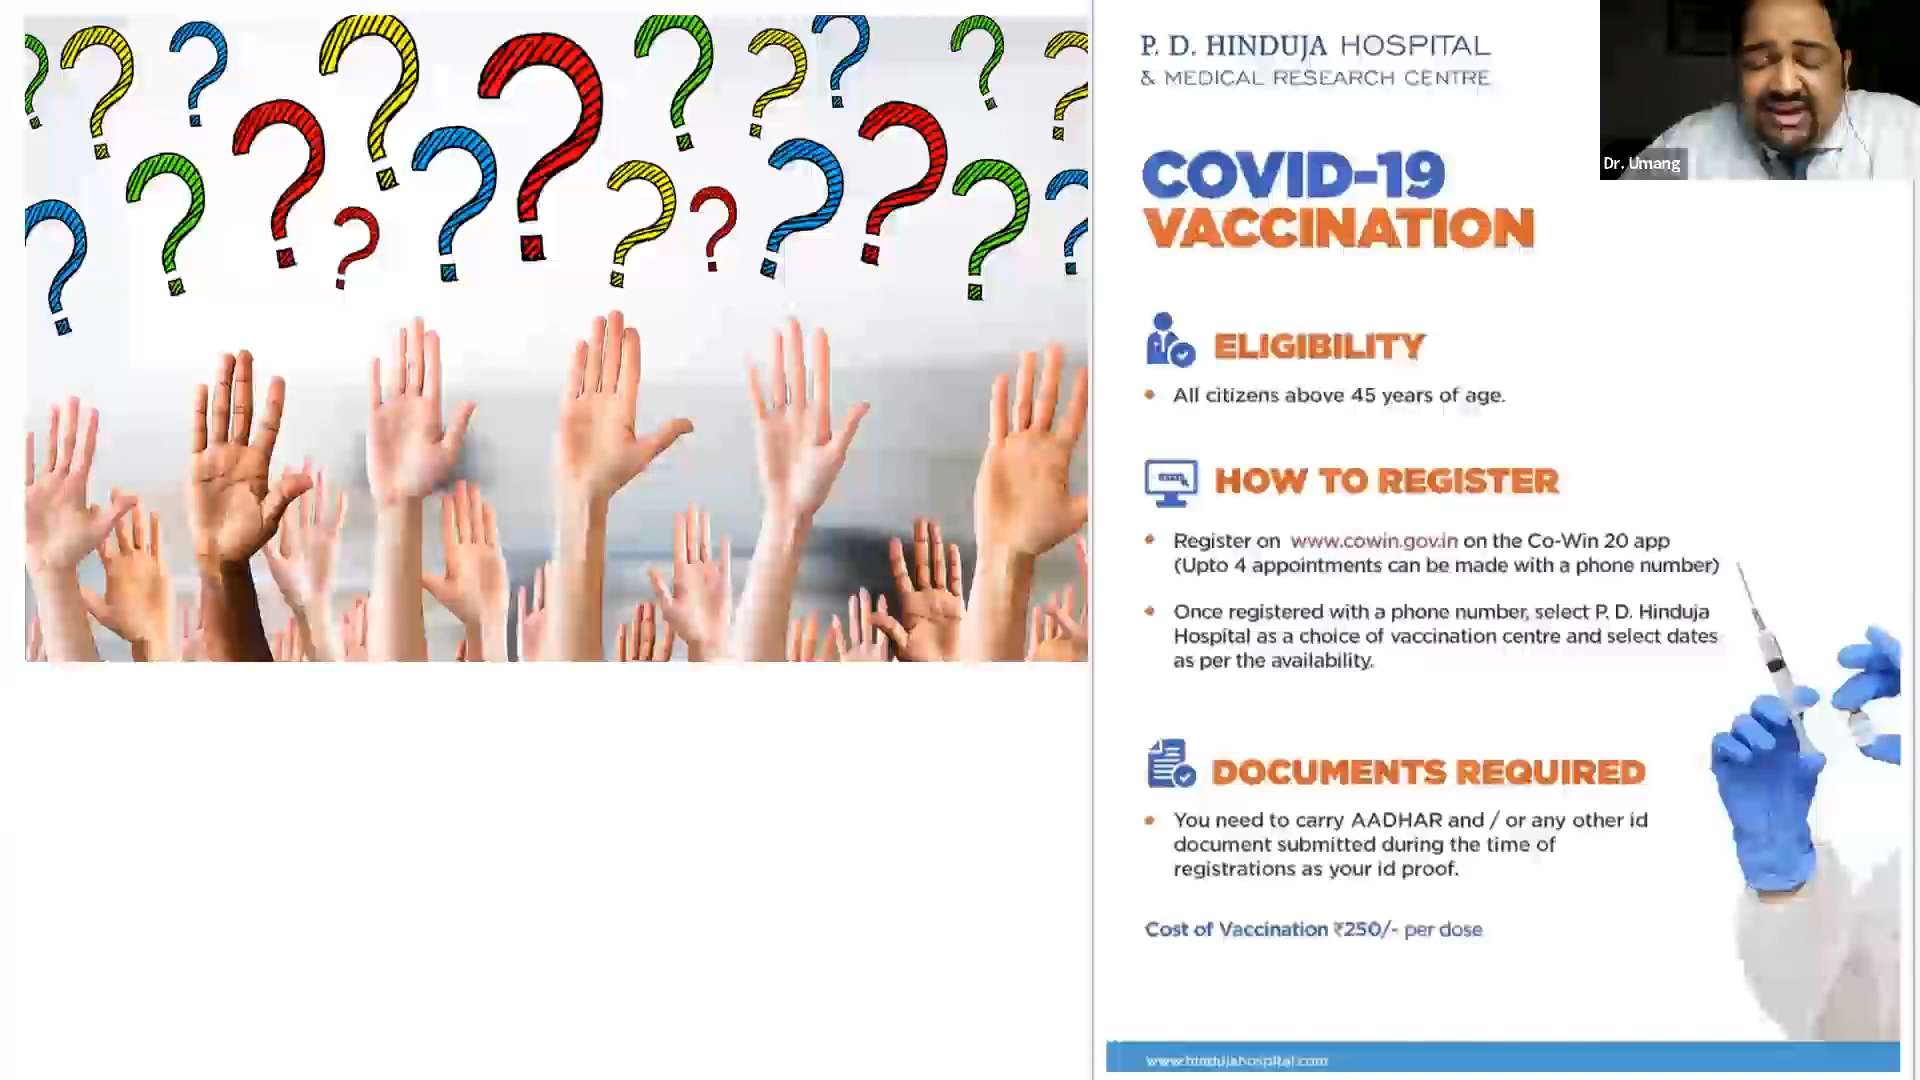 P. D. HINDUJA HOSPITAL
& MEDICAL RESEARCH CENTRE
Dr. Umang
COVID-19
VACCINATION
ELIGIBILITY
• All citizens above 45 years of age.
HOW TO REGISTER
• Register on www.cowin.gov.in on the Co-Win 20 app
(Upto 4 appointments can be made with a phone number)
• Once registered with a phone number, select P. D. Hinduja
Hospital as a choice of vaccination centre and select dates
as per the availability.
DOCUMENTS REQUIRED
• You need to carry AADHAR and / or any other id
document submitted during the time of
registrations as your id proof.
Cost of Vaccination ₹250/- per dose
www.hindujahospital.com